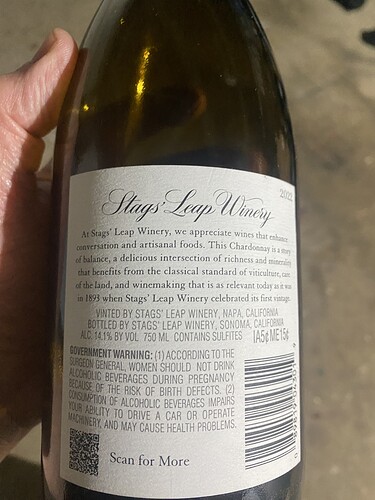 2022
Stags' Leap Winery
At Stags' Leap Winery, we appreciate wines that enhance
conversation and artisanal foods. This Chardonnay is a story
of balance, a delicious intersection of richness and minerality
that benefits from the classical standard of viticulture, care
of the land, and winemaking that is as relevant today as it was
in 1893 when Stags' Leap Winery celebrated its first vintage.
VINTED BY STAGS' LEAP WINERY, NAPA, CALIFORNIA
BOTTLED BY STAGS' LEAP WINERY, SONOMA, CALIFORNIA
ALC. 14.1% BY VOL 750 ML CONTAINS SULFITES IA5¢ ME15¢
GOVERNMENT WARNING: (1) ACCORDING TO THE
SURGEON GENERAL, WOMEN SHOULD NOT DRINK
ALCOHOLIC BEVERAGES DURING PREGNANCY
BECAUSE OF THE RISK OF BIRTH DEFECTS. (2)
CONSUMPTION OF ALCOHOLIC BEVERAGES IMPAIRS
YOUR ABILITY TO DRIVE A CAR OR OPERATE
MACHINERY, AND MAY CAUSE HEALTH PROBLEMS.
Scan for More